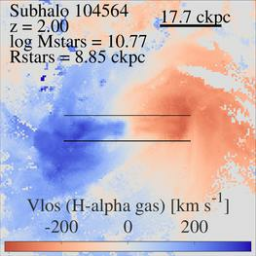 Subhalo 104564
17.7 ckpc
z = 2.00
log Mstars = 10.77
Rstars = 8.85 ckpc
Vlos (H-alpha gas) [km s⁻¹]
-200 0 200